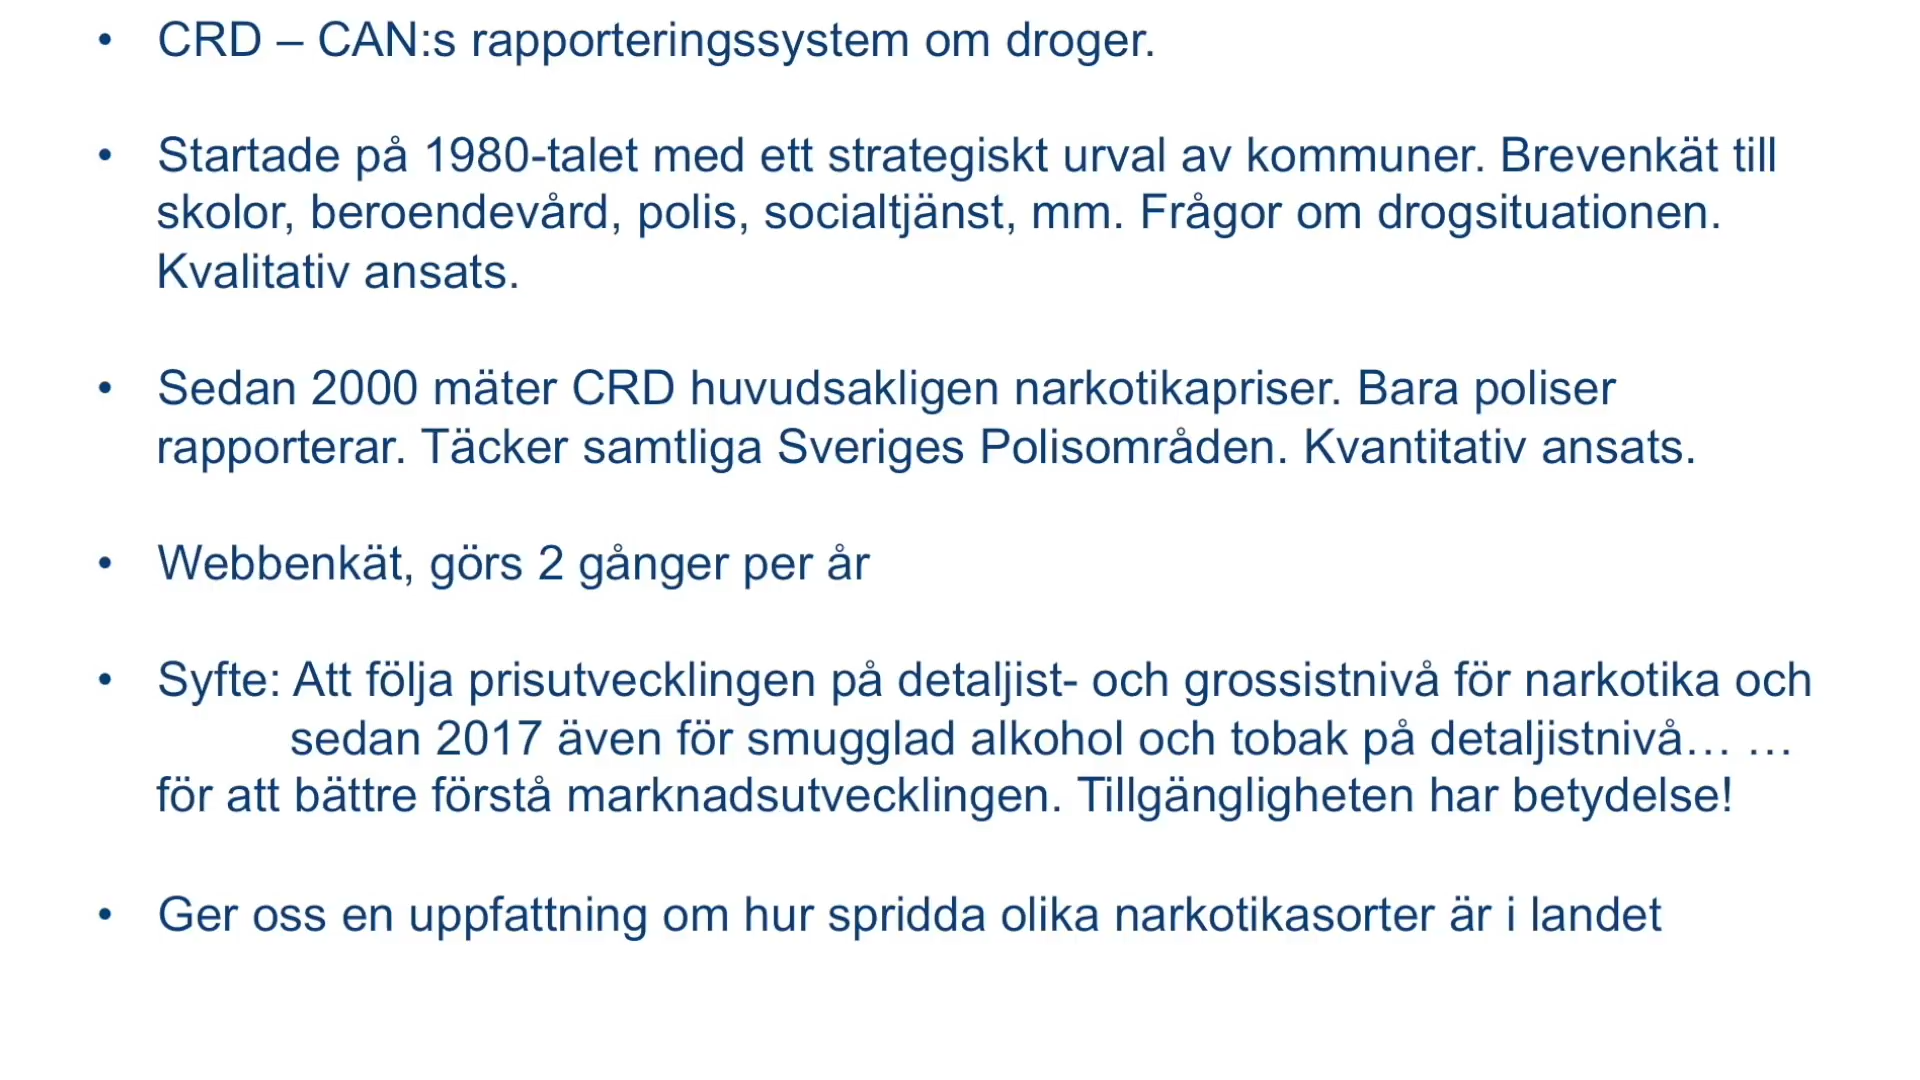 • CRD – CAN:s rapporteringssystem om droger.
• Startade på 1980-talet med ett strategiskt urval av kommuner. Brevenkät till
skolor, beroendevård, polis, socialtjänst, mm. Frågor om drogsituationen.
Kvalitativ ansats.
• Sedan 2000 mäter CRD huvudsakligen narkotikapriser. Bara poliser
rapporterar. Täcker samtliga Sveriges Polisområden. Kvantitativ ansats.
• Webbenkät, görs 2 gånger per år
• Syfte: Att följa prisutvecklingen på detaljist- och grossistnivå för narkotika och
sedan 2017 även för smugglad alkohol och tobak på detaljistnivå… …
för att bättre förstå marknadsutvecklingen. Tillgängligheten har betydelse!
• Ger oss en uppfattning om hur spridda olika narkotikasorter är i landet